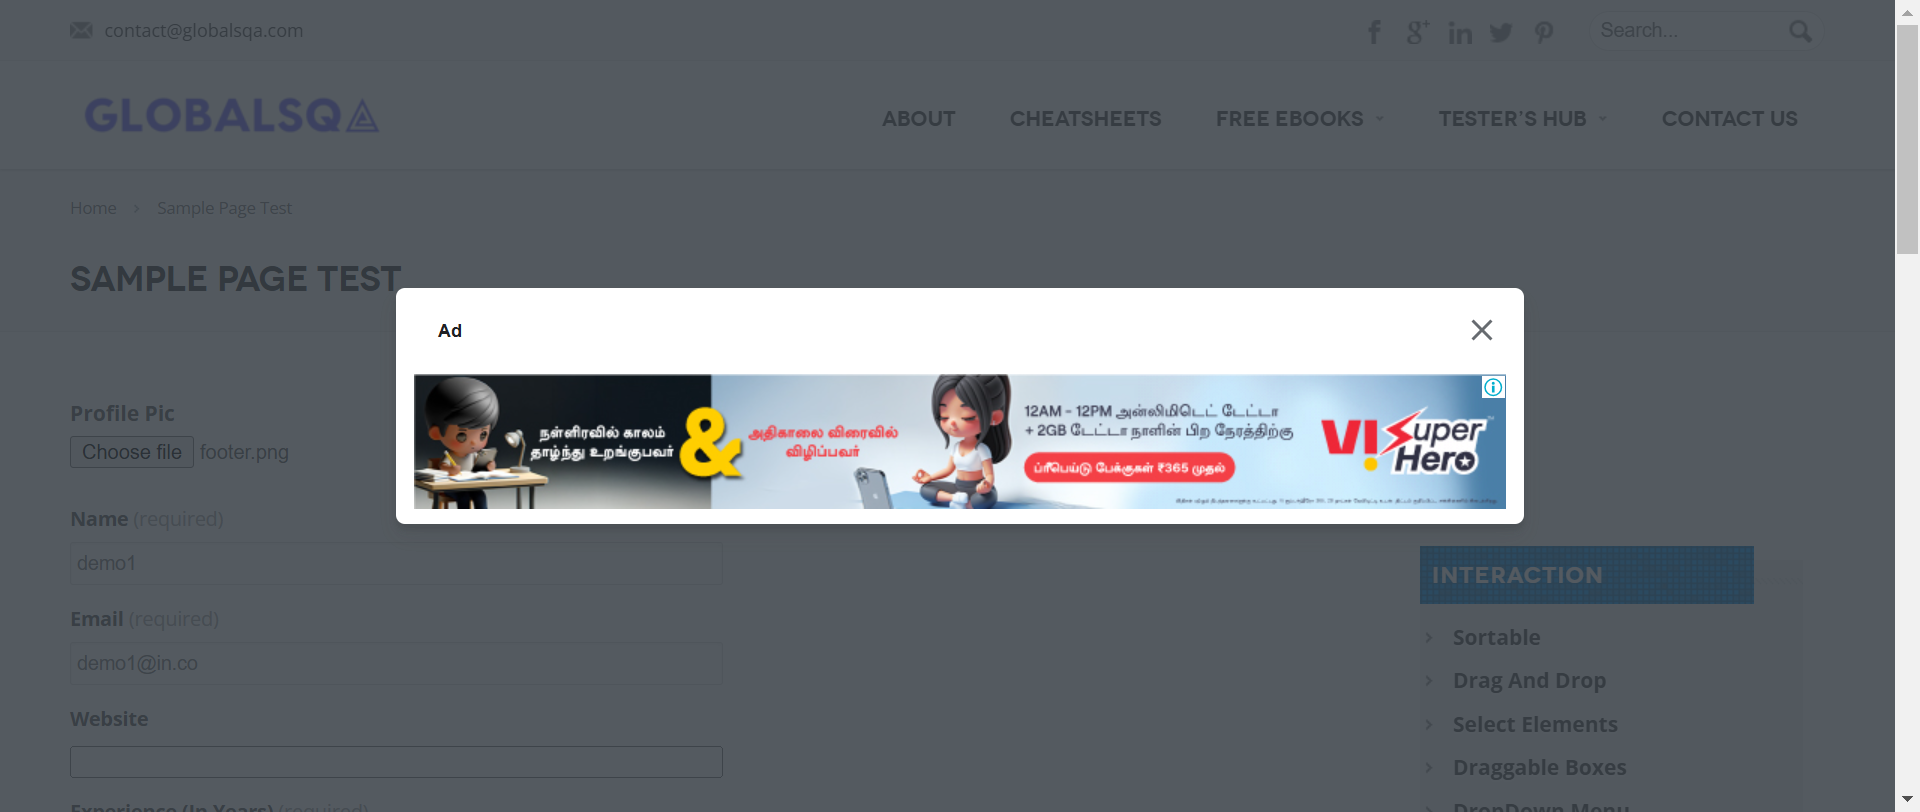 contact@globalsqa.com
Search...
GLOBALSQA
ABOUT
CHEATSHEETS
FREE EBOOKS
TESTER'S HUB
CONTACT US
Home
Sample Page Test
SAMPLE PAGE TEST
Ad
நள்ளிரவில் காலம்
தாழ்ந்து உறங்குபவர்
&
அதிகாலை விரைவில்
விழிப்பவர்
12AM - 12PM அன்லிமிடெட் டேட்டா
+ 2GB டேட்டா நாளின் பிற நேரத்திற்கு
ப்ரீபெய்டு பேக்குகள் ₹365 முதல்
VI Super
Hero
Profile Pic
Choose file footer.png
Name (required)
demo1
Email (required)
demo1@in.co
Website
Experience (In Years) (required)
INTERACTION
Sortable
Drag And Drop
Select Elements
Draggable Boxes
DropDown Menu